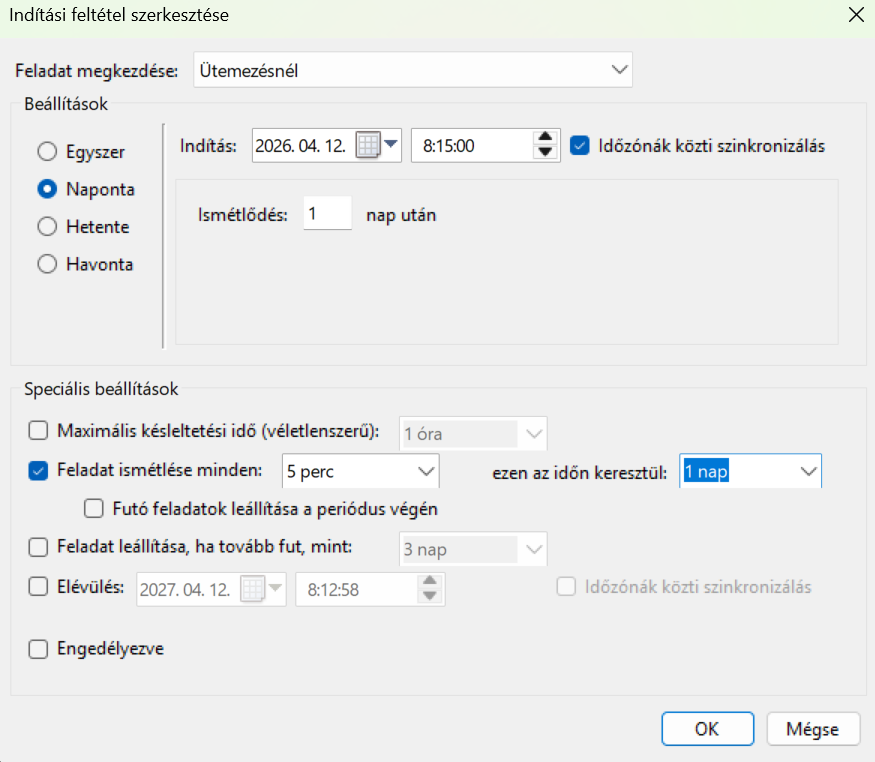 Indítási feltétel szerkesztése
Feladat megkezdése: Ütemezésnél
Beállítások
Egyszer
Naponta
Hetente
Havonta
Indítás: 2026. 04. 12. 8:15:00 Időzónák közti szinkronizálás
Ismétlődés: 1 nap után
Speciális beállítások
Maximális késleltetési idő (véletlenszerű): 1 óra
Feladat ismétlése minden: 5 perc ezen az időn keresztül: 1 nap
Futó feladatok leállítása a periódus végén
Feladat leállítása, ha tovább fut, mint: 3 nap
Elévülés: 2027. 04. 12. 8:12:58 Időzónák közti szinkronizálás
Engedélyezve
OK Mégse